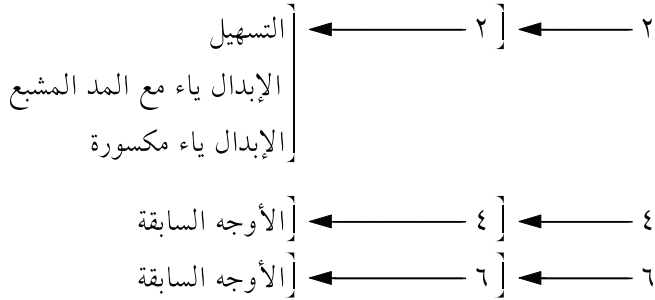 ٢ ٢ التسهيل
الإبدال ياء مع المد المشبع
الإبدال ياء مكسورة
٤ ٤ الأوجه السابقة
٦ ٦ الأوجه السابقة